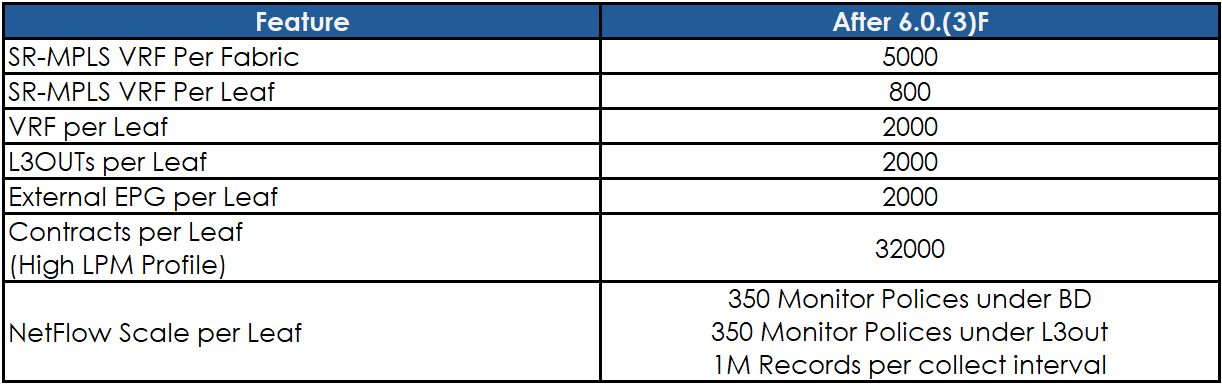 Feature After 6.0.(3)F
SR-MPLS VRF Per Fabric 5000
SR-MPLS VRF Per Leaf 800
VRF per Leaf 2000
L3OUTs per Leaf 2000
External EPG per Leaf 2000
Contracts per Leaf
(High LPM Profile) 32000
NetFlow Scale per Leaf
350 Monitor Polices under BD
350 Monitor Polices under L3out
1M Records per collect interval